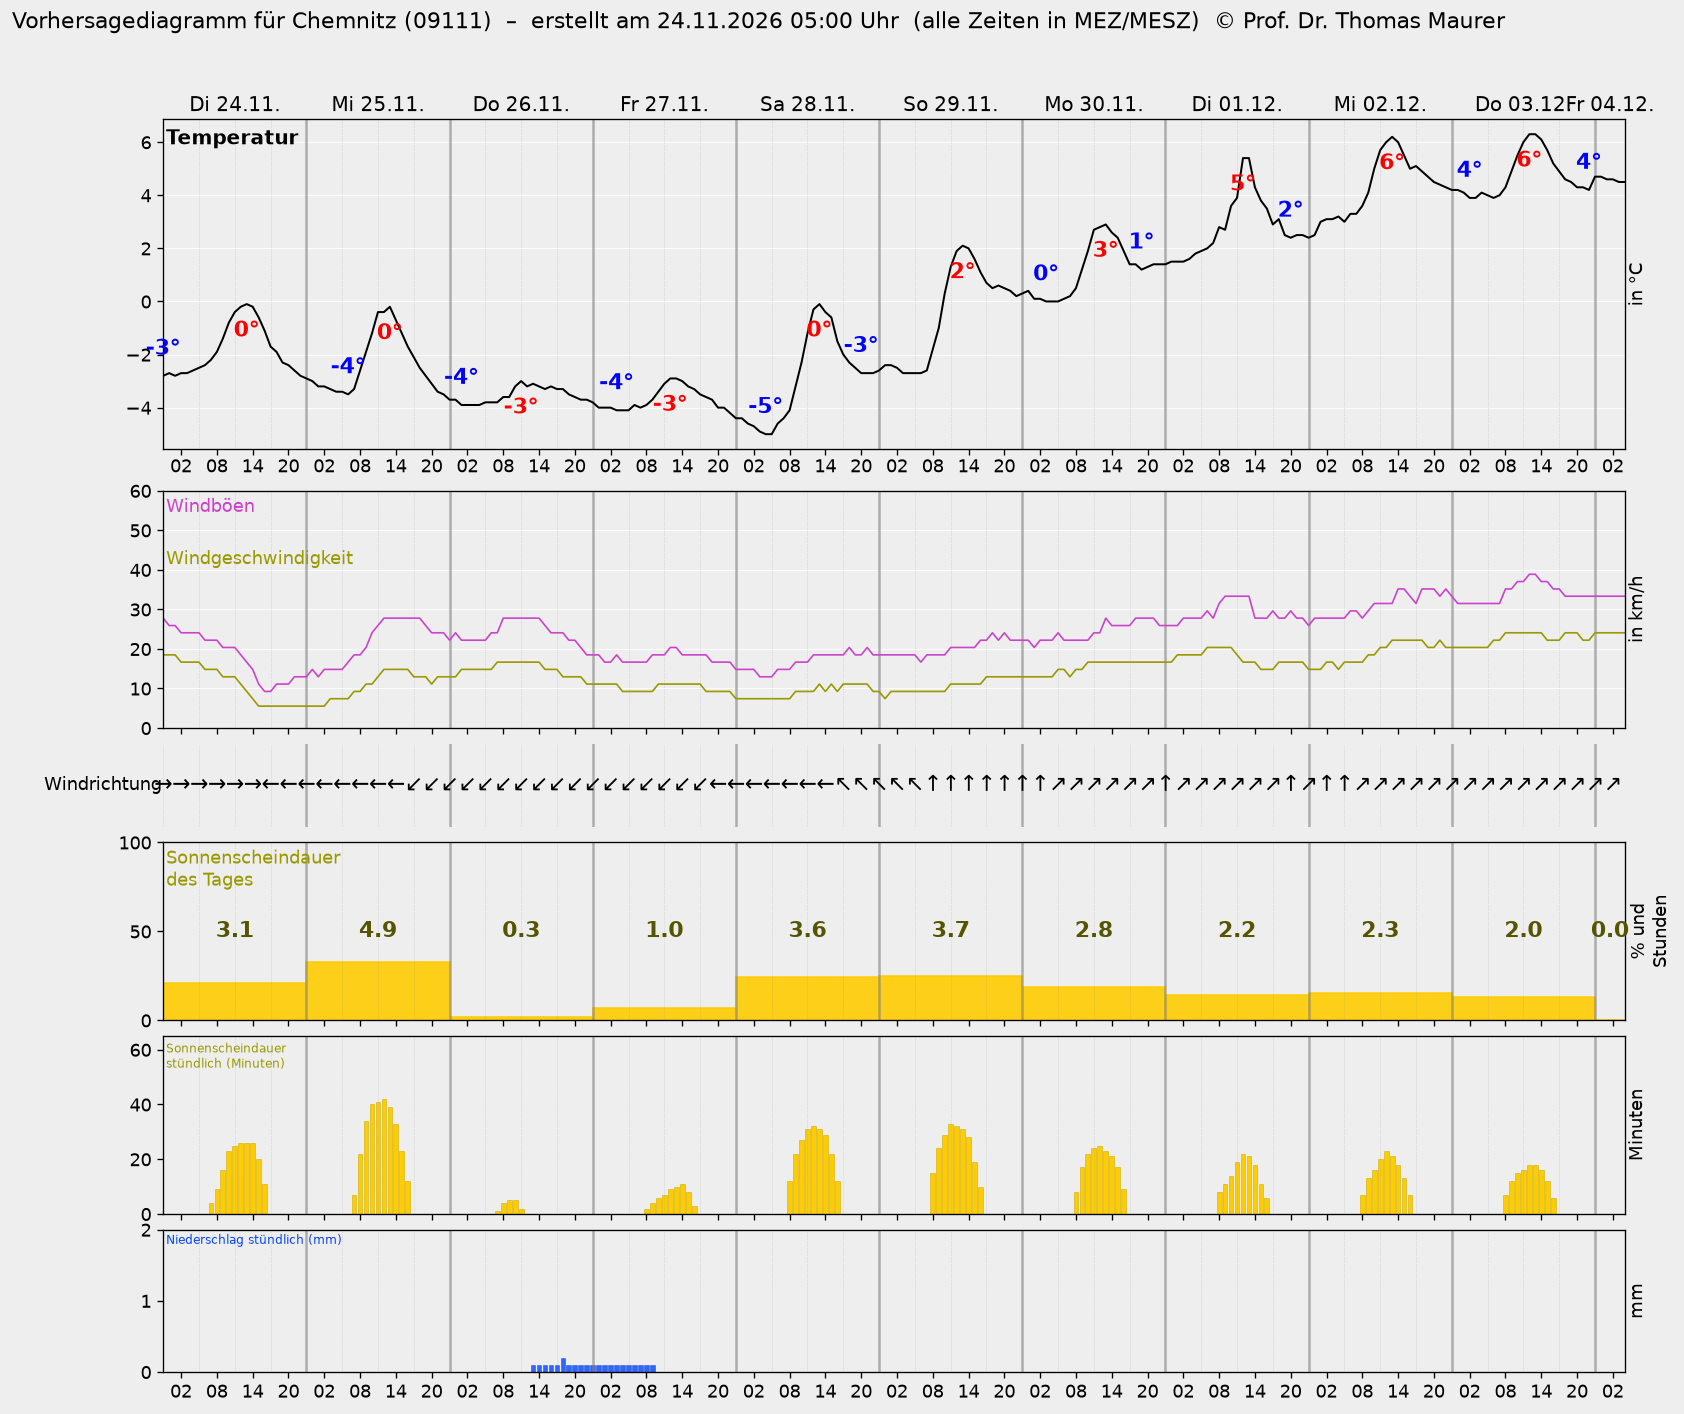 Vorhersagediagramm für Chemnitz (09111) – erstellt am 24.11.2026 05:00 Uhr (alle Zeiten in MEZ/MESZ) © Prof. Dr. Thomas Maurer
Di 24.11. Mi 25.11. Do 26.11. Fr 27.11. Sa 28.11. So 29.11. Mo 30.11. Di 01.12. Mi 02.12. Do 03.12 Fr 04.12.
Temperatur
6
4
2
0
−2
−4
in °C
-3° 0° -4° 0° -4° -3° -4° -3° -5° 0° -3° 2° 0° 3° 1° 5° 2° 6° 4° 6° 4°
02 08 14 20 02 08 14 20 02 08 14 20 02 08 14 20 02 08 14 20 02 08 14 20 02 08 14 20 02 08 14 20 02 08 14 20 02 08 14 20 02
Windböen
Windgeschwindigkeit
60
50
40
30
20
10
0
in km/h
Windrichtung
Sonnenscheindauer
des Tages
100
50
0
3.1 4.9 0.3 1.0 3.6 3.7 2.8 2.2 2.3 2.0 0.0
% und
Stunden
Sonnenscheindauer
stündlich (Minuten)
60
40
20
0
Minuten
Niederschlag stündlich (mm)
2
1
0
mm
02 08 14 20 02 08 14 20 02 08 14 20 02 08 14 20 02 08 14 20 02 08 14 20 02 08 14 20 02 08 14 20 02 08 14 20 02 08 14 20 02